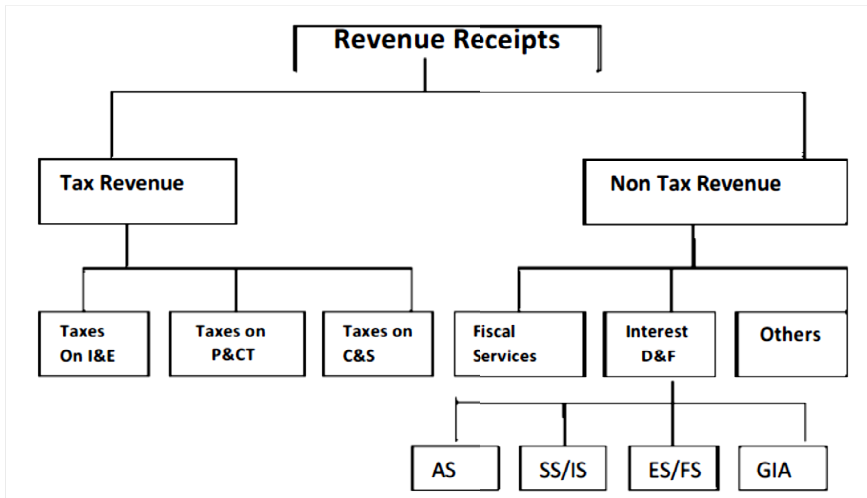 Revenue Receipts
Tax Revenue
Non Tax Revenue
Taxes
On I&E
Taxes on
P&CT
Taxes on
C&S
Fiscal
Services
Interest
D&F
Others
AS
SS/IS
ES/FS
GIA